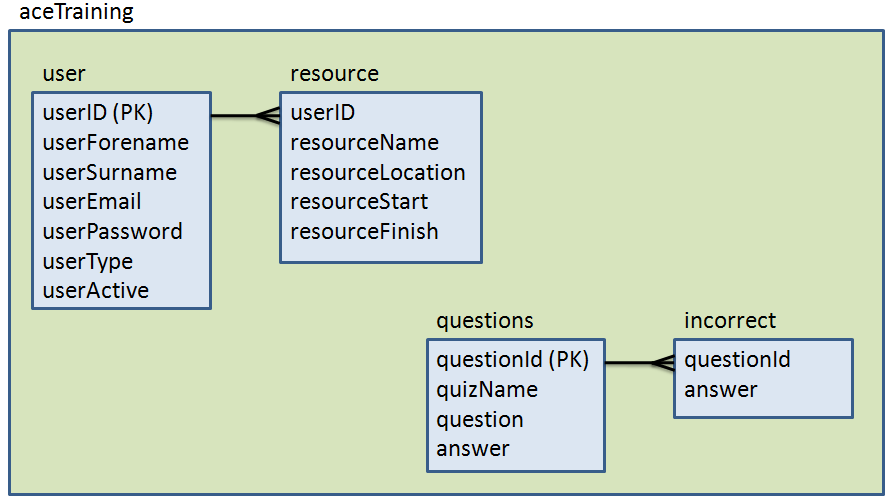 aceTraining
user
userID (PK)
userForename
userSurname
userEmail
userPassword
userType
userActive
resource
userID
resourceName
resourceLocation
resourceStart
resourceFinish
questions
questionId (PK)
quizName
question
answer
incorrect
questionId
answer